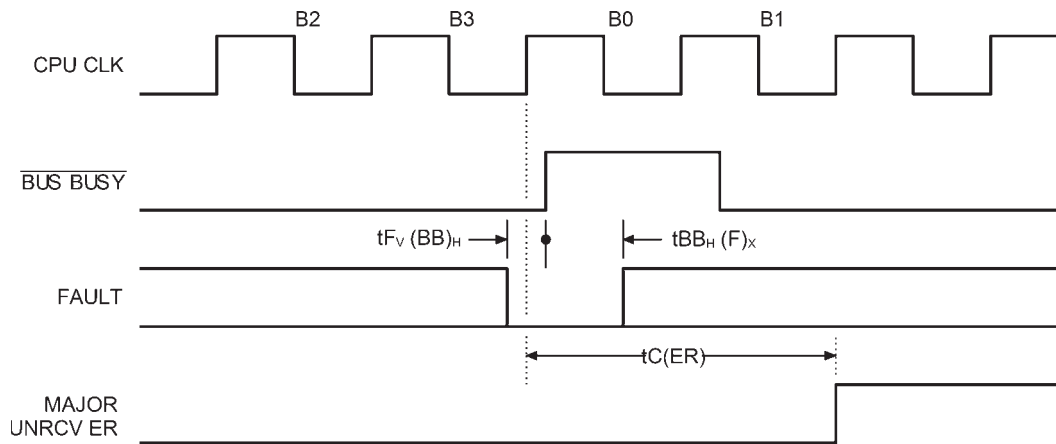 B2 B3 B0 B1
CPU CLK
BUS BUSY
tFV (BB)H
tBBH (F)X
FAULT
tC(ER)
MAJOR
UNRCV ER